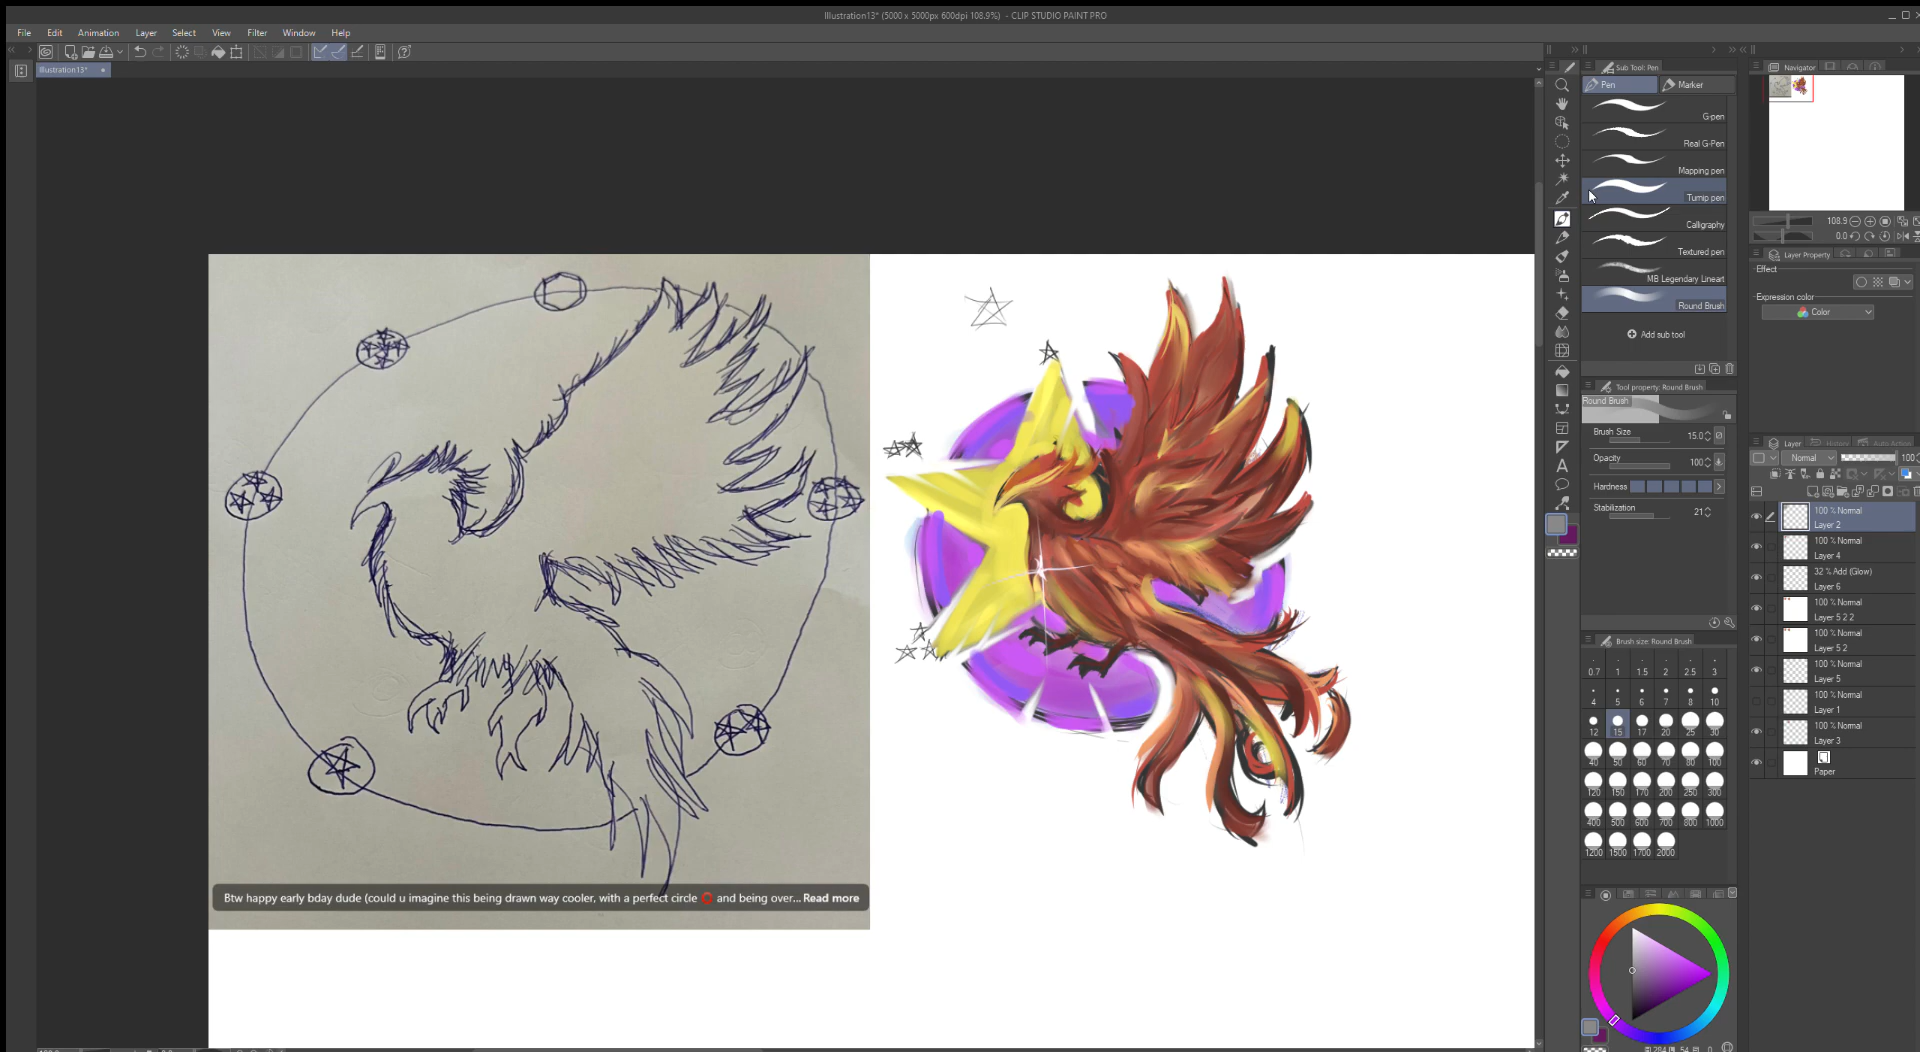 Illustration13* (5000 x 5000px 600dpi 108.9%) - CLIP STUDIO PAINT PRO
File Edit Animation Layer Select View Filter Window Help
Illustration13*
Sub Tool: Pen
Pen
Marker
G-pen
Real G-Pen
Mapping pen
Turnip pen
Calligraphy
Textured pen
MB Legendary Lineart
Round Brush
Add sub tool
Tool property: Round Brush
Round Brush
Brush Size 15.0
Opacity 100
Hardness
Stabilization 21
Brush size: Round Brush
0.7 1 1.5 2 2.5 3
4 5 6 7 8 10
12 15 17 20 25 30
40 50 60 70 80 100
120 150 170 200 250 300
400 500 600 700 800 1000
1200 1500 1700 2000
Navigator
108.9
0.0
Layer Property
Effect
Expression color
Color
Layer History Auto Action
Normal 100
100 % Normal
Layer 2
100 % Normal
Layer 4
32 % Add (Glow)
Layer 6
100 % Normal
Layer 5 2 2
100 % Normal
Layer 5 2
100 % Normal
Layer 5
100 % Normal
Layer 1
100 % Normal
Layer 3
Paper
Btw happy early bday dude (could u imagine this being drawn way cooler, with a perfect circle ⭕ and being over... Read more